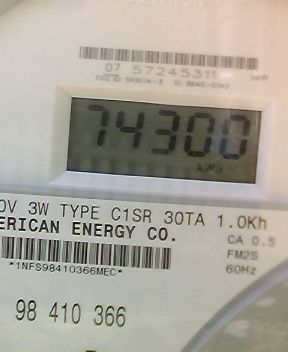 07 57245311
74300
kWh
0V 3W TYPE C1SR 30TA 1.0Kh
ERICAN ENERGY CO.
CA 0.5
FM2S
60Hz
*1NFS98410366MEC*
98 410 366